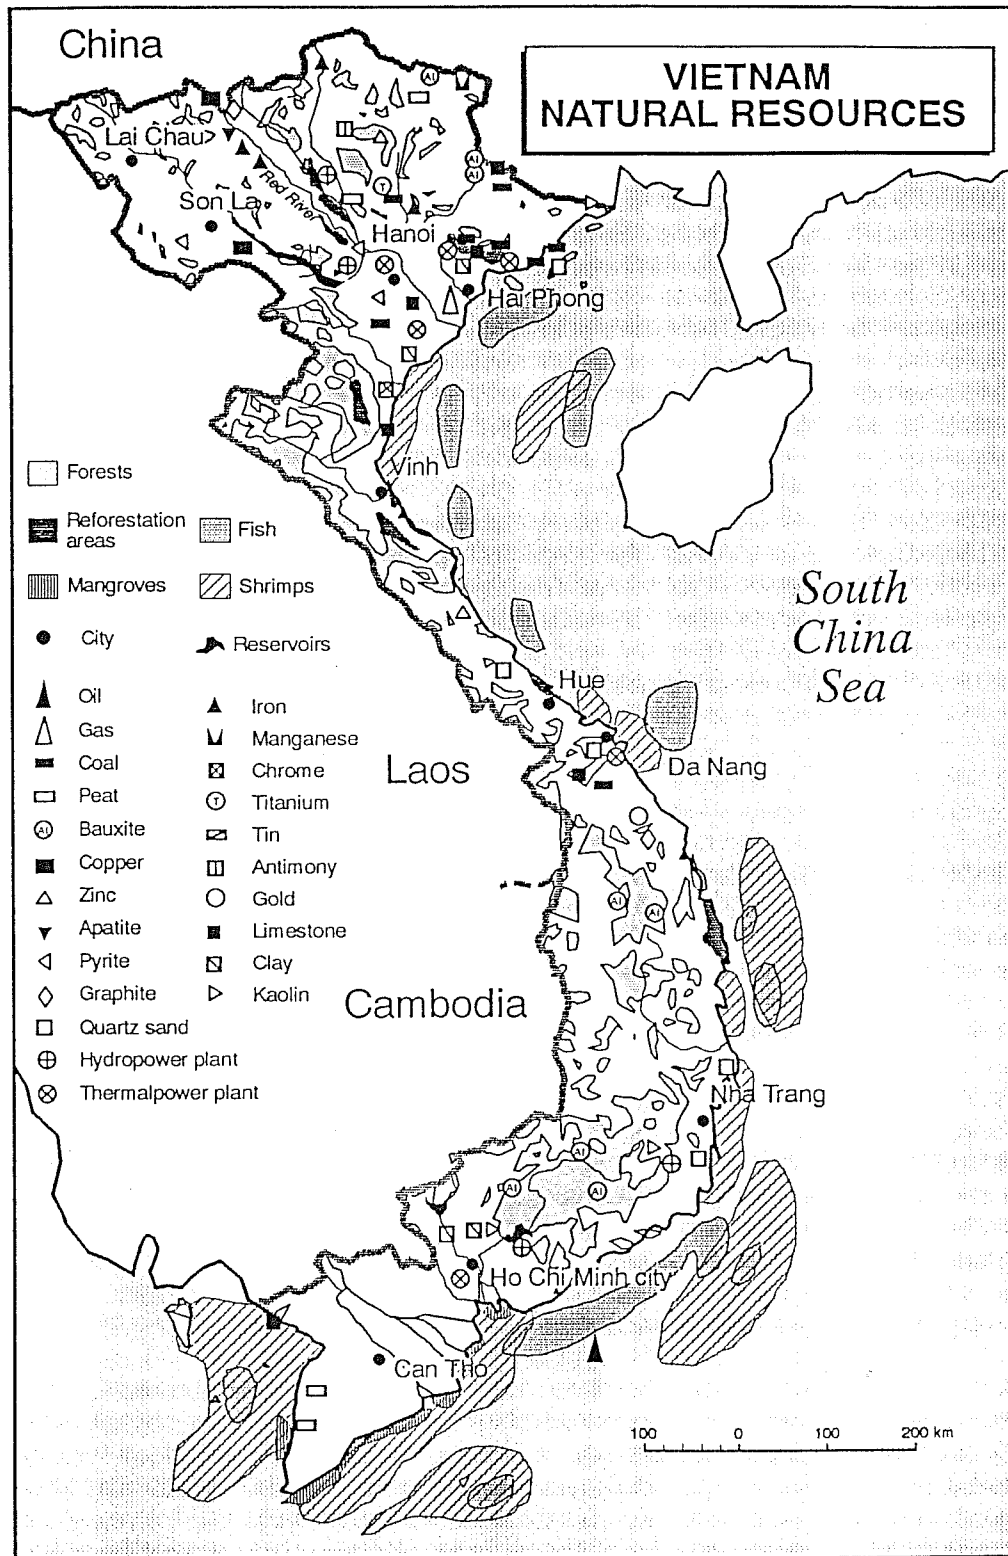 China
VIETNAM
NATURAL RESOURCES
Lai Chau
Red River
Son La
Hanoi
Hai Phong
Vinh
Forests
Reforestation
areas
Fish
Mangroves
Shrimps
City
Reservoirs
South
China
Sea
Hue
Da Nang
Laos
Oil
Iron
Gas
Manganese
Coal
Chrome
Peat
T
Titanium
Al
Bauxite
Tin
Copper
Antimony
Zinc
Gold
Apatite
Limestone
Pyrite
Clay
Graphite
Kaolin
Quartz sand
Hydropower plant
Thermalpower plant
Cambodia
Nha Trang
Ho Chi Minh city
Can Tho
100
0
100
200 km